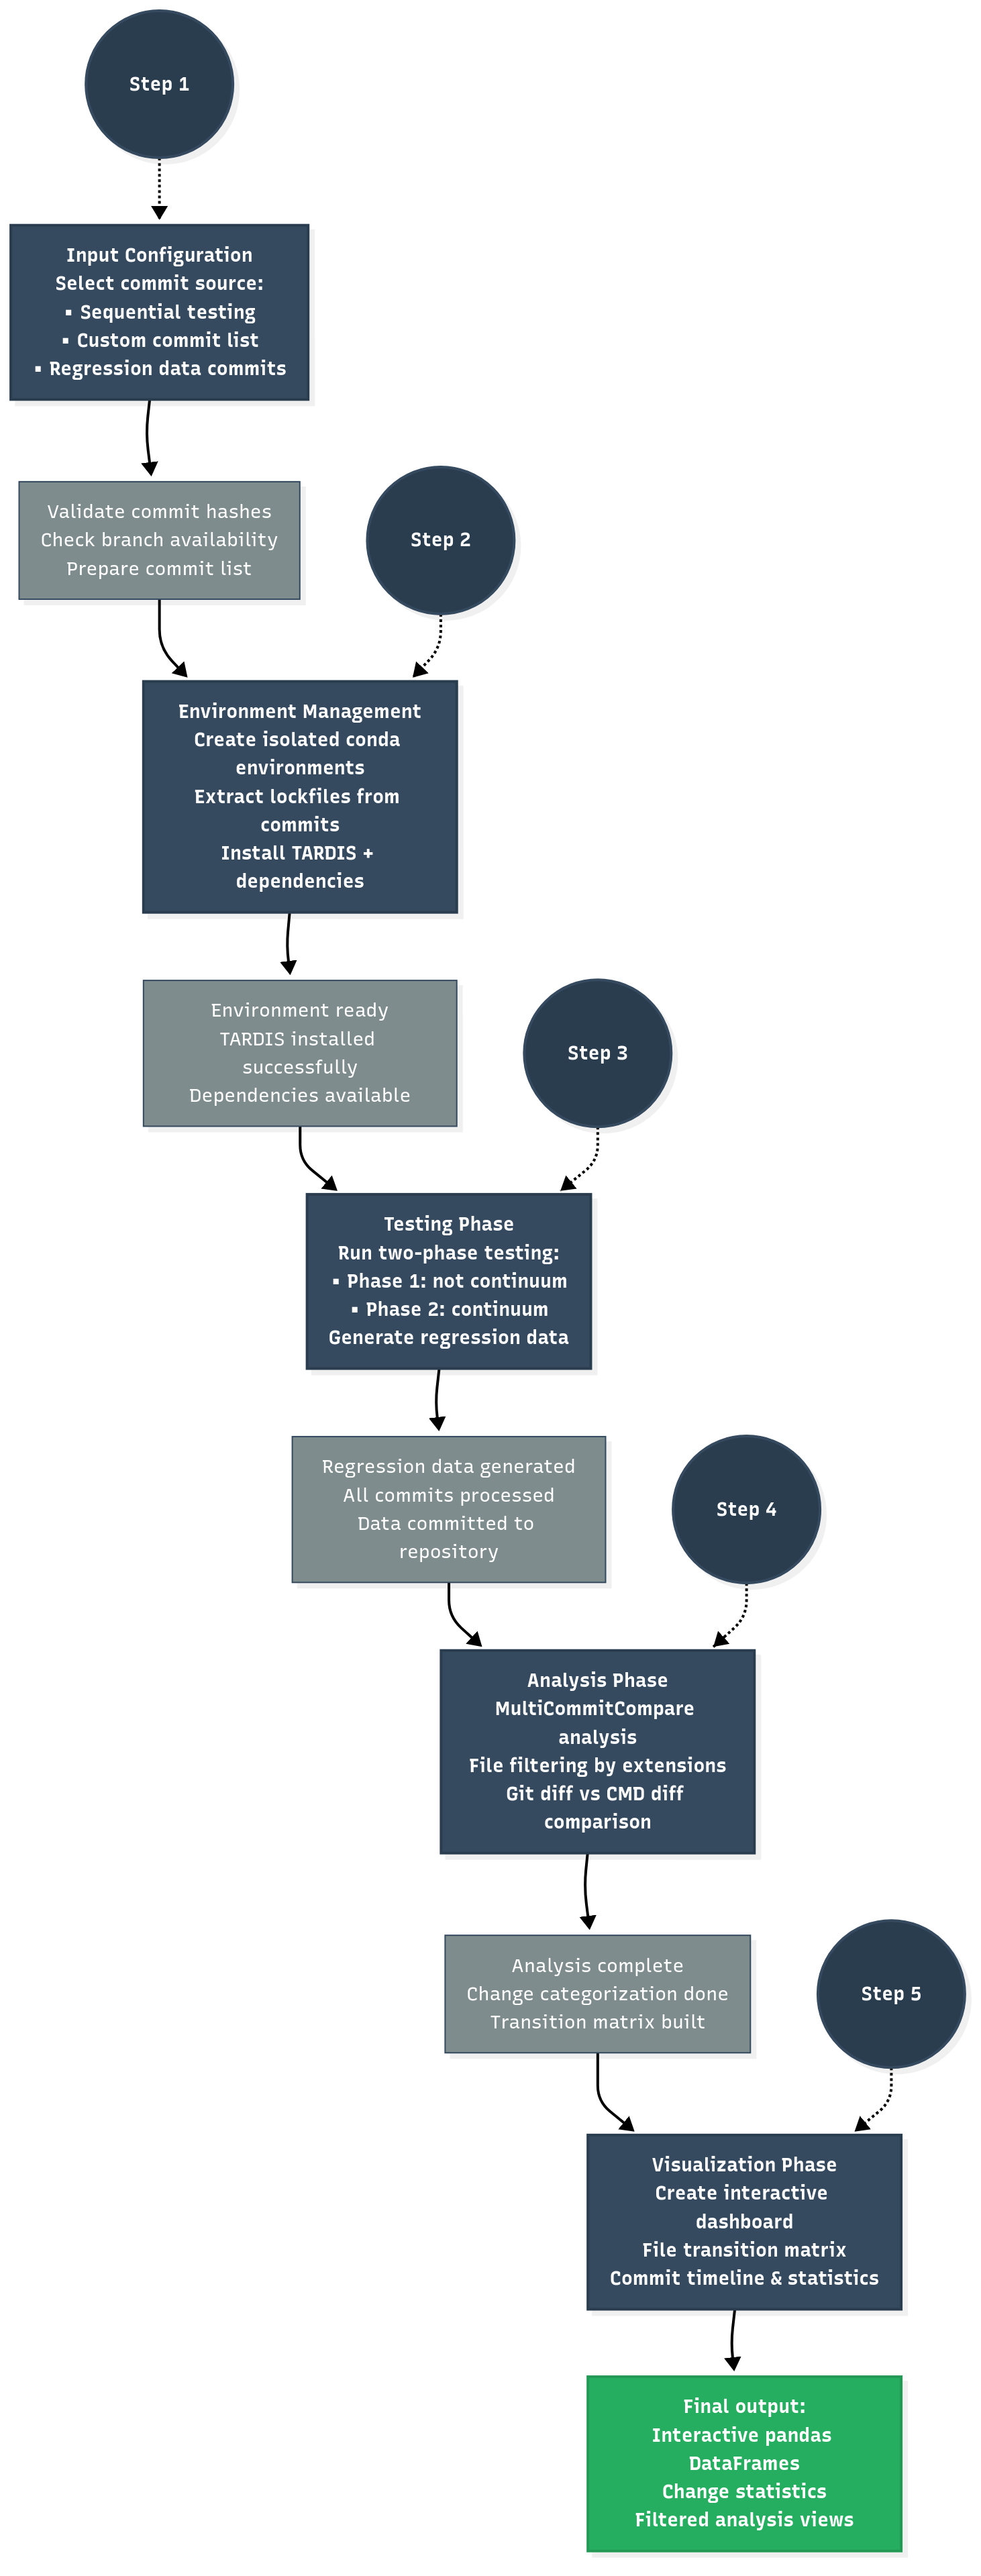 Step 1
Input Configuration
Select commit source:
▪ Sequential testing
▪ Custom commit list
▪ Regression data commits
Validate commit hashes
Check branch availability
Prepare commit list
Step 2
Environment Management
Create isolated conda
environments
Extract lockfiles from
commits
Install TARDIS +
dependencies
Environment ready
TARDIS installed
successfully
Dependencies available
Step 3
Testing Phase
Run two-phase testing:
▪ Phase 1: not continuum
▪ Phase 2: continuum
Generate regression data
Regression data generated
All commits processed
Data committed to
repository
Step 4
Analysis Phase
MultiCommitCompare
analysis
File filtering by extensions
Git diff vs CMD diff
comparison
Analysis complete
Change categorization done
Transition matrix built
Step 5
Visualization Phase
Create interactive
dashboard
File transition matrix
Commit timeline & statistics
Final output:
Interactive pandas
DataFrames
Change statistics
Filtered analysis views